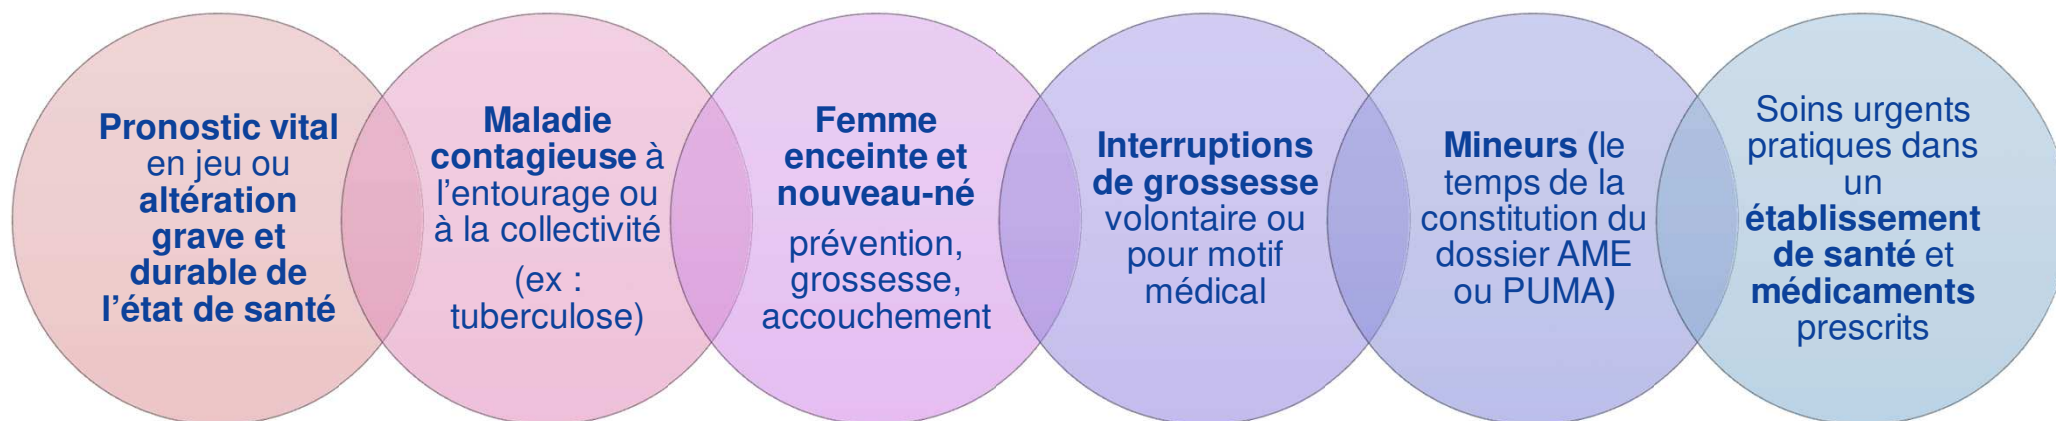 Pronostic vital
en jeu ou
altération
grave et
durable de
l'état de santé
Maladie
contagieuse à
l'entourage ou
à la collectivité
(ex :
tuberculose)
Femme
enceinte et
nouveau-né
prévention,
grossesse,
accouchement
Interruptions
de grossesse
volontaire ou
pour motif
médical
Mineurs (le
temps de la
constitution du
dossier AME
ou PUMA)
Soins urgents
pratiques dans
un
établissement
de santé et
médicaments
prescrits